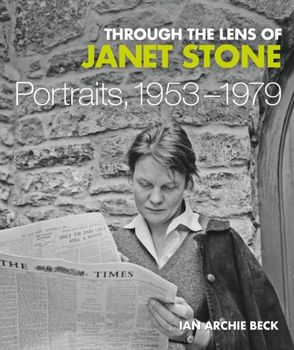 THROUGH THE LENS OF
JANET STONE
Portraits, 1953–1979
THE TIMES
IAN ARCHIE BECK